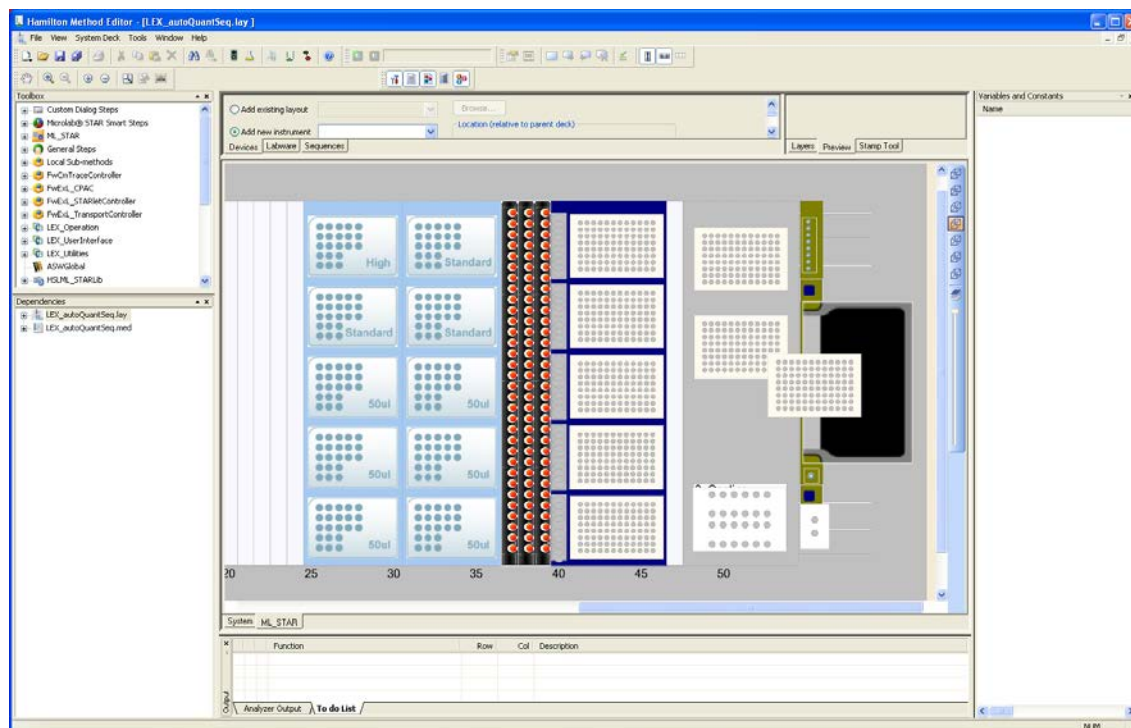 Hamilton Method Editor - [LEX_autoQuantSeq.lay ]
File View System Deck Tools Window Help
Toolbox
Custom Dialog Steps
Microlab® STAR Smart Steps
ML_STAR
General Steps
Local Sub-methods
FwCmTraceController
FwExL_CPAC
FwExL_STARletController
FwExL_TransportController
LEX_Operation
LEX_UserInterface
LEX_Utilities
ASWGlobal
HSLML_STARLib
Dependencies
LEX_autoQuantSeq.lay
LEX_autoQuantSeq.med
Add existing layout
Browse...
Location (relative to parent deck)
Add new instrument
Devices Labware Sequences
Layers Preview Stamp Tool
Variables and Constants
Name
High Standard
Standard Standard
50ul 50ul
50ul 50ul
50ul 50ul
20 25 30 35 40 45 50
System ML_STAR
Function Row Col Description
Output
Analyzer Output To do List
NUM